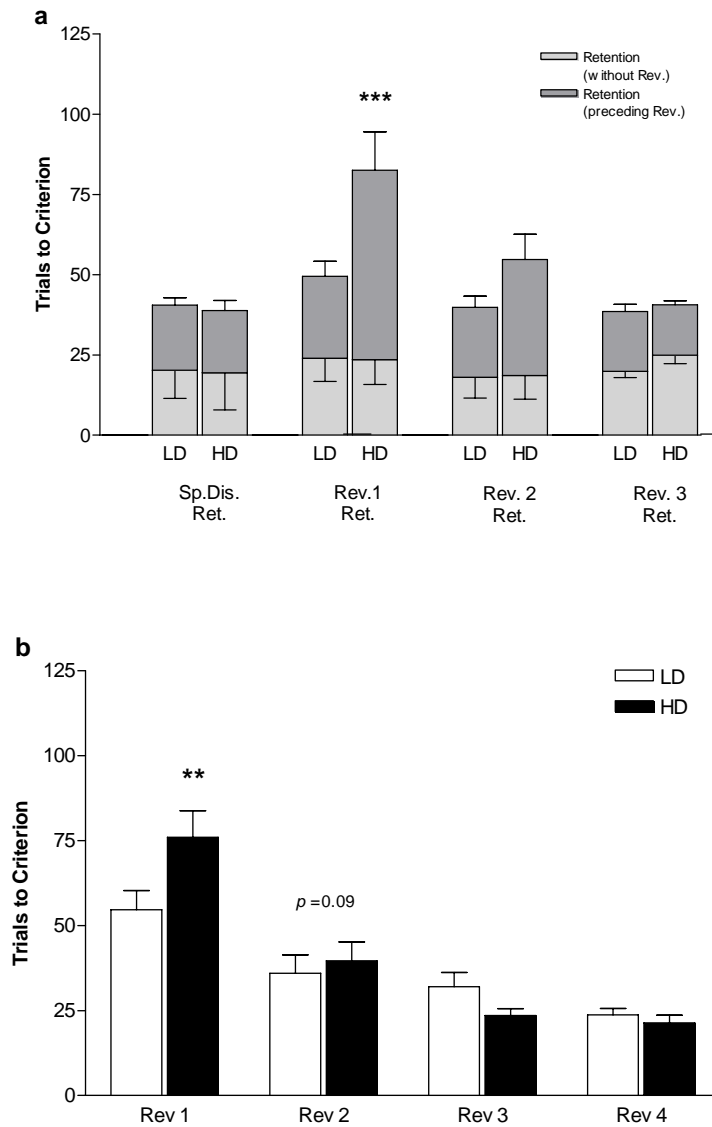 a
125
100
75
50
25
0
Trials to Criterion
Retention
(without Rev.)
Retention
(preceding Rev.)
***
LD HD LD HD LD HD LD HD
Sp.Dis. Rev.1 Rev. 2 Rev. 3
Ret. Ret. Ret. Ret.
b
125
100
75
50
25
0
Trials to Criterion
LD
HD
**
p =0.09
Rev 1 Rev 2 Rev 3 Rev 4